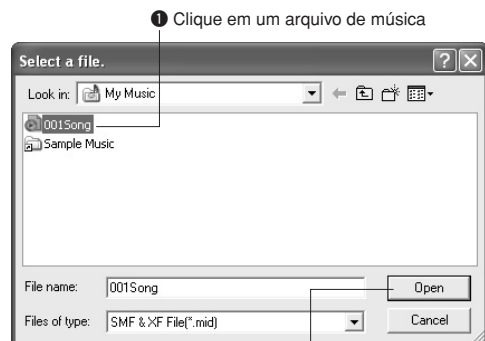 ❶ Clique em um arquivo de música
Select a file.
Look in: My Music
001Song
Sample Music
File name: 001Song Open
Files of type: SMF & XF File(*.mid) Cancel